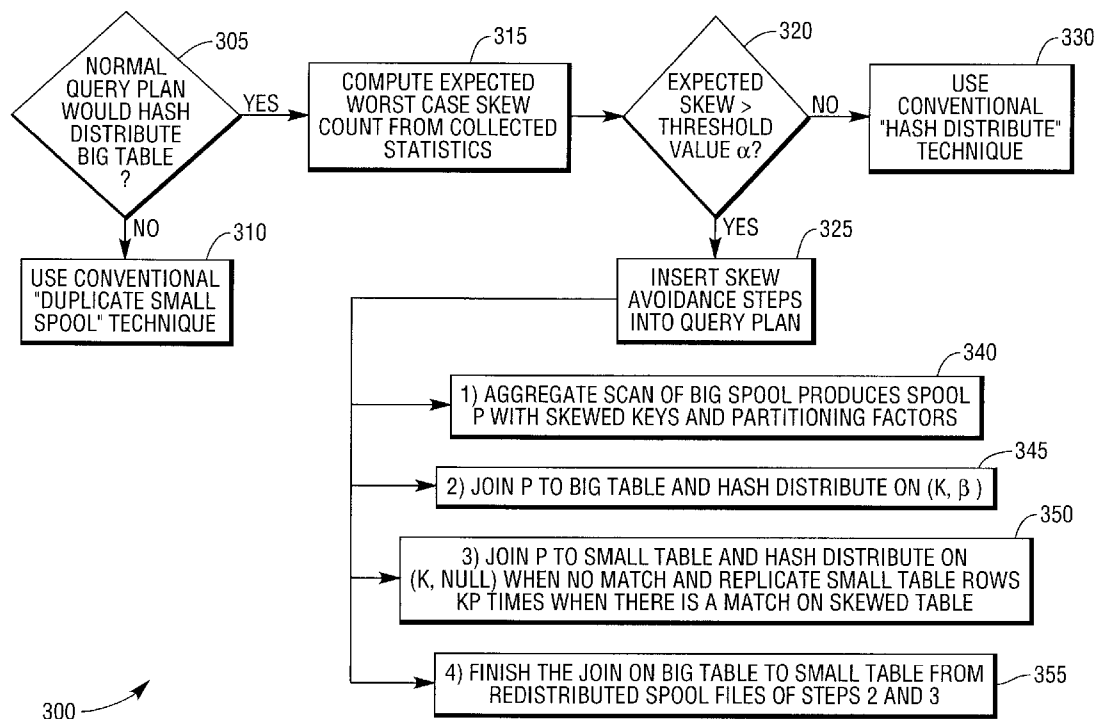 305
NORMAL
QUERY PLAN
WOULD HASH
DISTRIBUTE
BIG TABLE
?
YES
NO
310
USE CONVENTIONAL
"DUPLICATE SMALL
SPOOL" TECHNIQUE
315
COMPUTE EXPECTED
WORST CASE SKEW
COUNT FROM COLLECTED
STATISTICS
320
EXPECTED
SKEW >
THRESHOLD
VALUE α?
NO
YES
330
USE
CONVENTIONAL
"HASH DISTRIBUTE"
TECHNIQUE
325
INSERT SKEW
AVOIDANCE STEPS
INTO QUERY PLAN
340
1) AGGREGATE SCAN OF BIG SPOOL PRODUCES SPOOL
P WITH SKEWED KEYS AND PARTITIONING FACTORS
345
2) JOIN P TO BIG TABLE AND HASH DISTRIBUTE ON (K, β )
350
3) JOIN P TO SMALL TABLE AND HASH DISTRIBUTE ON
(K, NULL) WHEN NO MATCH AND REPLICATE SMALL TABLE ROWS
KP TIMES WHEN THERE IS A MATCH ON SKEWED TABLE
4) FINISH THE JOIN ON BIG TABLE TO SMALL TABLE FROM
REDISTRIBUTED SPOOL FILES OF STEPS 2 AND 3
355
300